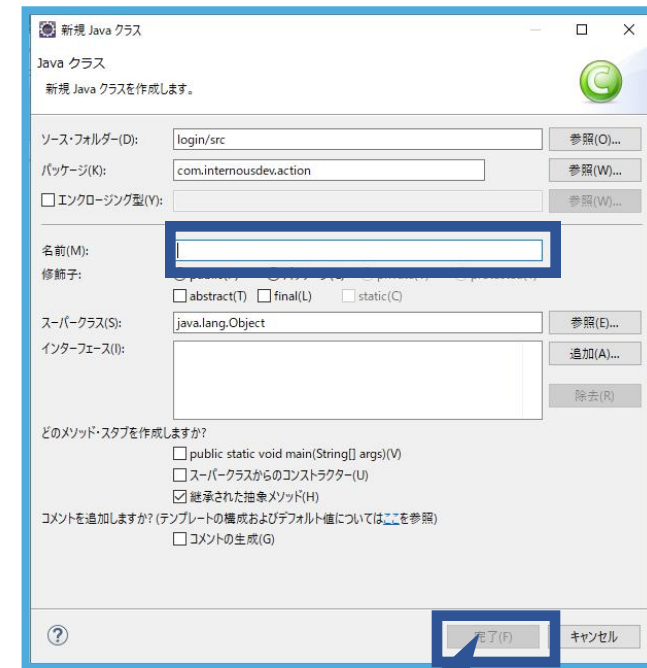 新規 Java クラス
Java クラス
新規 Java クラスを作成します。
ソース・フォルダー(D): login/src 参照(O)...
パッケージ(K): com.internousdev.action 参照(W)...
エンクロージング型(Y): 参照(W)...
名前(M):
修飾子:
abstract(T) final(L) static(C)
スーパークラス(S): java.lang.Object 参照(E)...
インターフェース(I): 追加(A)...
除去(R)
どのメソッド・スタブを作成しますか?
public static void main(String[] args)(V)
スーパークラスからのコンストラクター(U)
継承された抽象メソッド(H)
コメントを追加しますか? (テンプレートの構成およびデフォルト値についてはここを参照)
コメントの生成(G)
完了(F) キャンセル